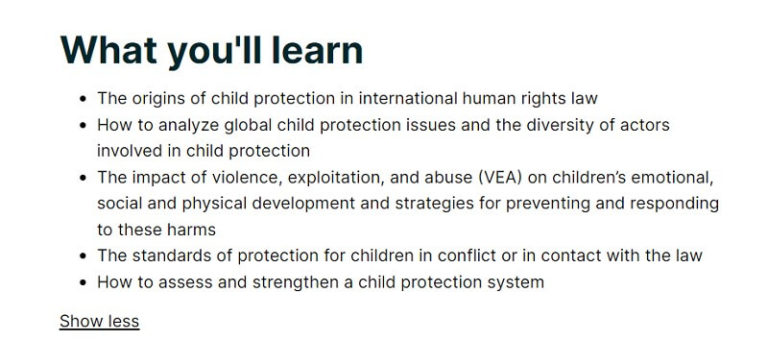 What you'll learn
• The origins of child protection in international human rights law
• How to analyze global child protection issues and the diversity of actors
involved in child protection
• The impact of violence, exploitation, and abuse (VEA) on children’s emotional,
social and physical development and strategies for preventing and responding
to these harms
• The standards of protection for children in conflict or in contact with the law
• How to assess and strengthen a child protection system
Show less